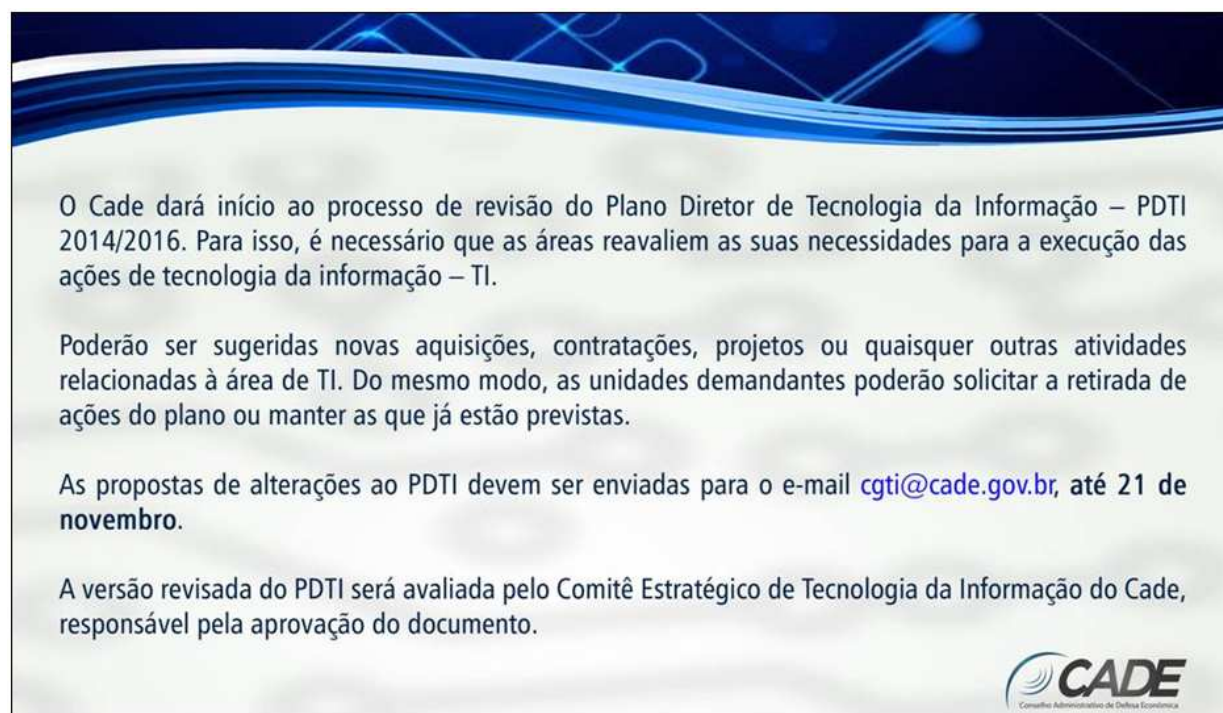 O Cade dará início ao processo de revisão do Plano Diretor de Tecnologia da Informação – PDTI
2014/2016. Para isso, é necessário que as áreas reavaliem as suas necessidades para a execução das
ações de tecnologia da informação – TI.
Poderão ser sugeridas novas aquisições, contratações, projetos ou quaisquer outras atividades
relacionadas à área de TI. Do mesmo modo, as unidades demandantes poderão solicitar a retirada de
ações do plano ou manter as que já estão previstas.
As propostas de alterações ao PDTI devem ser enviadas para o e-mail cgti@cade.gov.br, até 21 de
novembro.
A versão revisada do PDTI será avaliada pelo Comitê Estratégico de Tecnologia da Informação do Cade,
responsável pela aprovação do documento.
CADE
Conselho Administrativo de Defesa Econômica